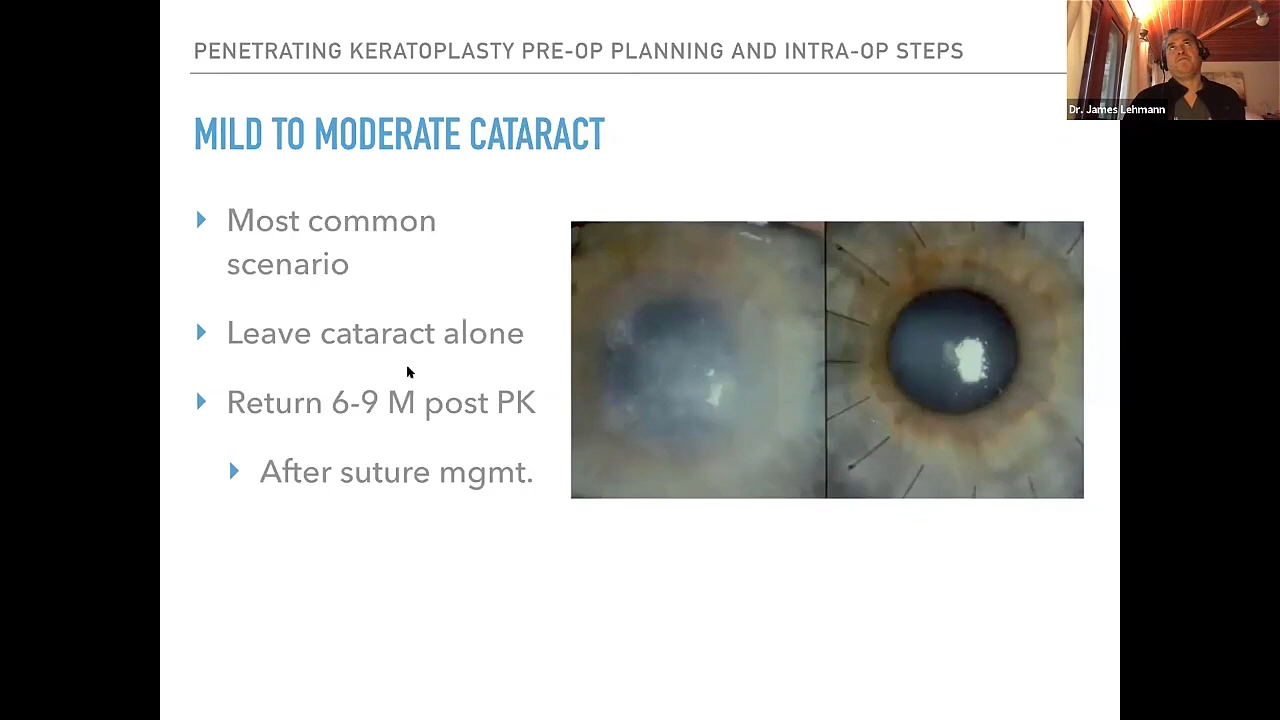 PENETRATING KERATOPLASTY PRE-OP PLANNING AND INTRA-OP STEPS
Dr. James Lehmann
MILD TO MODERATE CATARACT
Most common
scenario
Leave cataract alone
Return 6-9 M post PK
After suture mgmt.